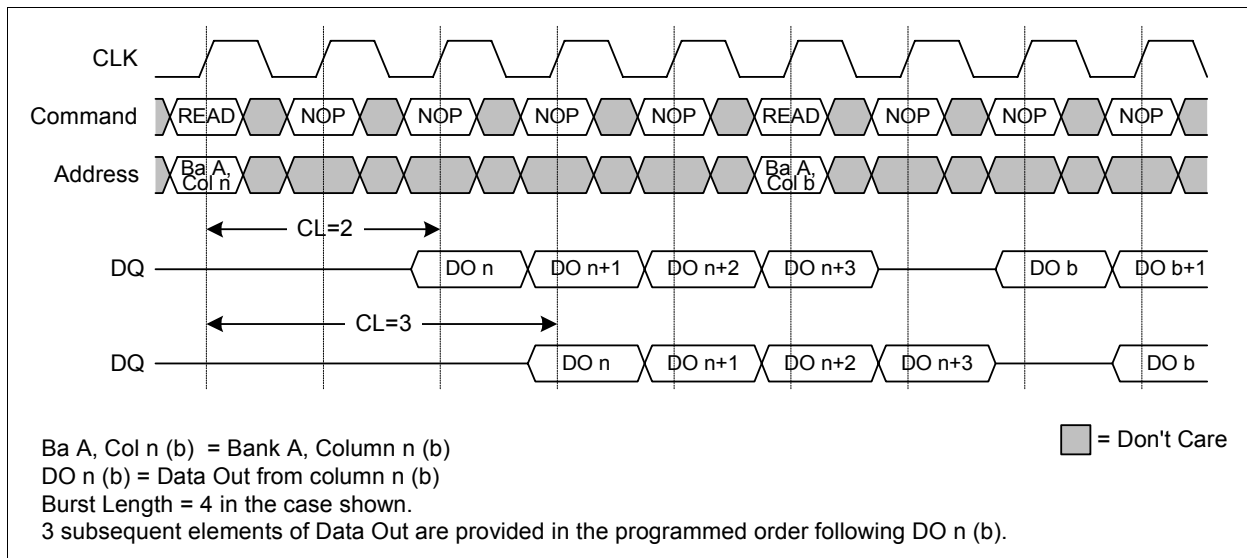 CLK
Command READ NOP NOP NOP NOP READ NOP NOP NOP
Address Ba A, Col n Ba A, Col b
CL=2
DQ DO n DO n+1 DO n+2 DO n+3 DO b DO b+1
CL=3
DQ DO n DO n+1 DO n+2 DO n+3 DO b
Ba A, Col n (b) = Bank A, Column n (b)
= Don't Care
DO n (b) = Data Out from column n (b)
Burst Length = 4 in the case shown.
3 subsequent elements of Data Out are provided in the programmed order following DO n (b).